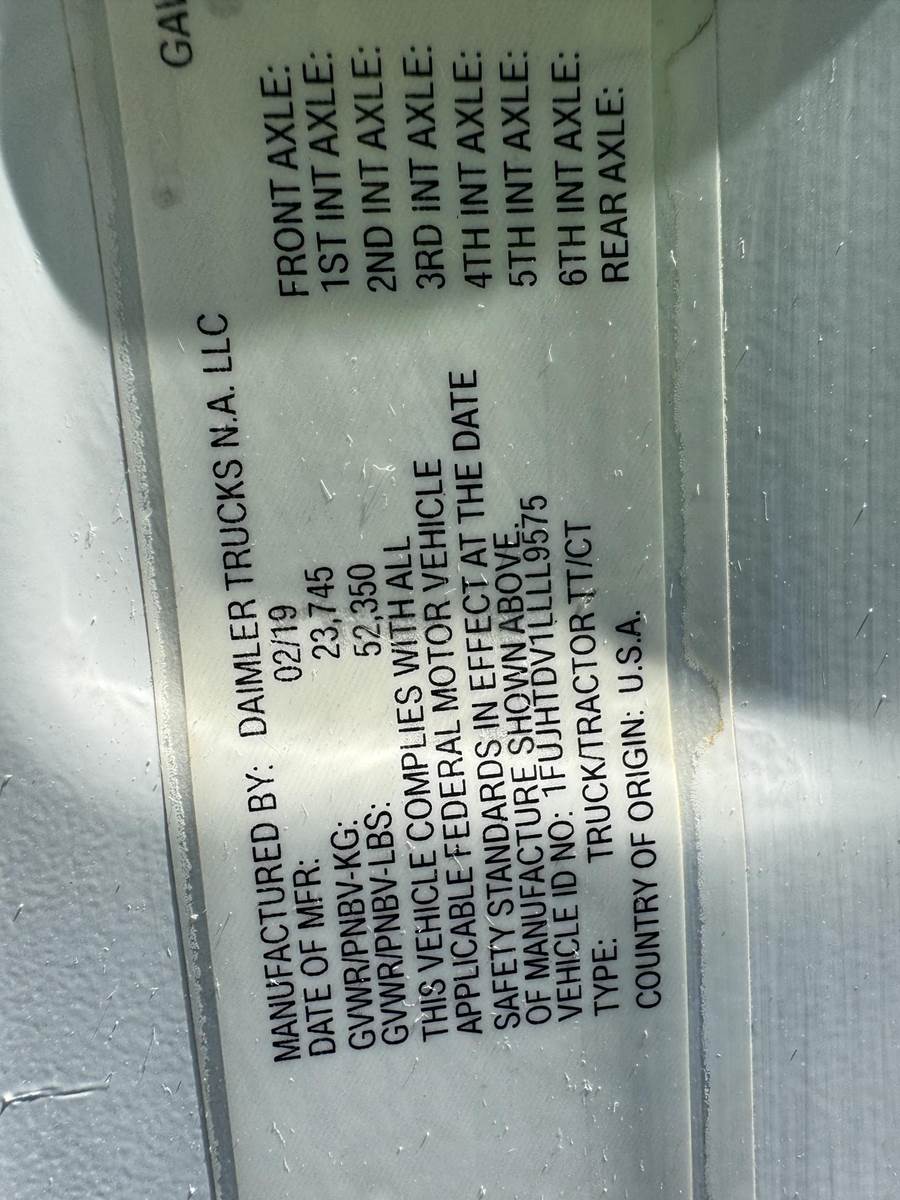 MANUFACTURED BY: DAIMLER TRUCKS N.A. LLC
DATE OF MFR: 02/19
GVWR/PNBV-KG: 23,745
GVWR/PNBV-LBS: 52,350
THIS VEHICLE COMPLIES WITH ALL
APPLICABLE FEDERAL MOTOR VEHICLE
SAFETY STANDARDS IN EFFECT AT THE DATE
OF MANUFACTURE SHOWN ABOVE.
VEHICLE ID NO: 1FUJHTDV1LLLL9575
TYPE: TRUCK/TRACTOR TT/CT
COUNTRY OF ORIGIN: U.S.A.
FRONT AXLE:
1ST INT AXLE:
2ND INT AXLE:
3RD INT AXLE:
4TH INT AXLE:
5TH INT AXLE:
6TH INT AXLE:
REAR AXLE: